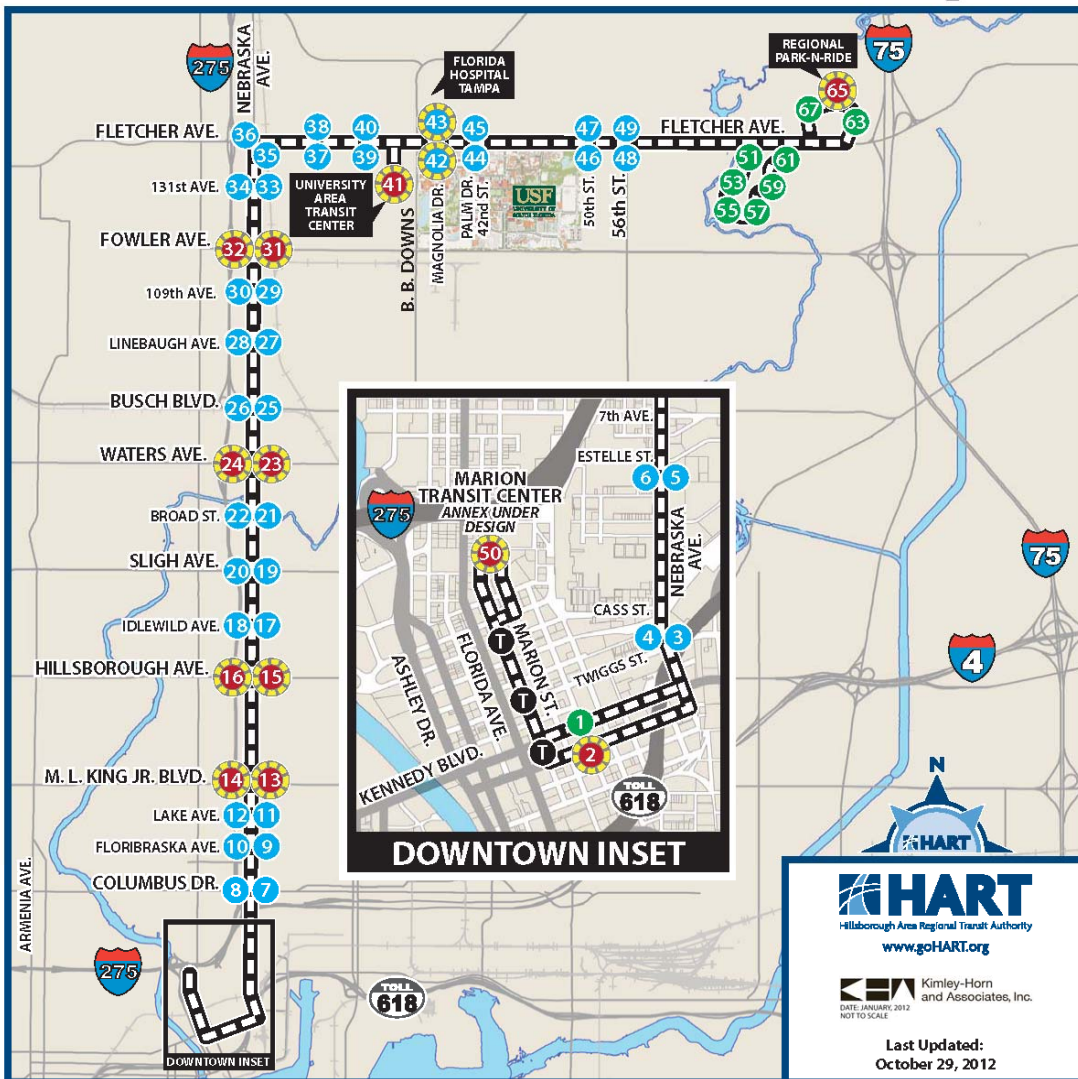 275
NEBRASKA
AVE.
FLORIDA
HOSPITAL
TAMPA
REGIONAL
PARK-N-RIDE
75
65
67
63
FLETCHER AVE.
36
38
40
43
45
47
49
FLETCHER AVE.
35
37
39
42
44
46
48
51
61
131st AVE.
34
33
UNIVERSITY
AREA
TRANSIT
CENTER
41
B. B. DOWNS
MAGNOLIA DR.
PALM DR.
42nd ST.
USF
UNIVERSITY OF
SOUTH FLORIDA
50th ST.
56th ST.
53
59
55
57
FOWLER AVE.
32
31
109th AVE.
30
29
LINEBAUGH AVE.
28
27
BUSCH BLVD.
26
25
WATERS AVE.
24
23
BROAD ST.
22
21
SLIGH AVE.
20
19
IDLEWILD AVE.
18
17
HILLSBOROUGH AVE.
16
15
M. L. KING JR. BLVD.
14
13
LAKE AVE.
12
11
FLORIBRASKA AVE.
10
9
COLUMBUS DR.
8
7
ARMENIA AVE.
275
TOLL
618
DOWNTOWN INSET
7th AVE.
ESTELLE ST.
6
5
MARION
TRANSIT CENTER
ANNEX UNDER
DESIGN
275
50
NEBRASKA
AVE.
CASS ST.
4
3
TWIGGS ST.
T
MARION ST.
T
FLORIDA AVE.
ASHLEY DR.
1
T
2
KENNEDY BLVD.
TOLL
618
DOWNTOWN INSET
75
4
N
HART
HART
Hillsborough Area Regional Transit Authority
www.goHART.org
Kimley-Horn
and Associates, Inc.
DATE: JANUARY, 2012
NOT TO SCALE
Last Updated:
October 29, 2012